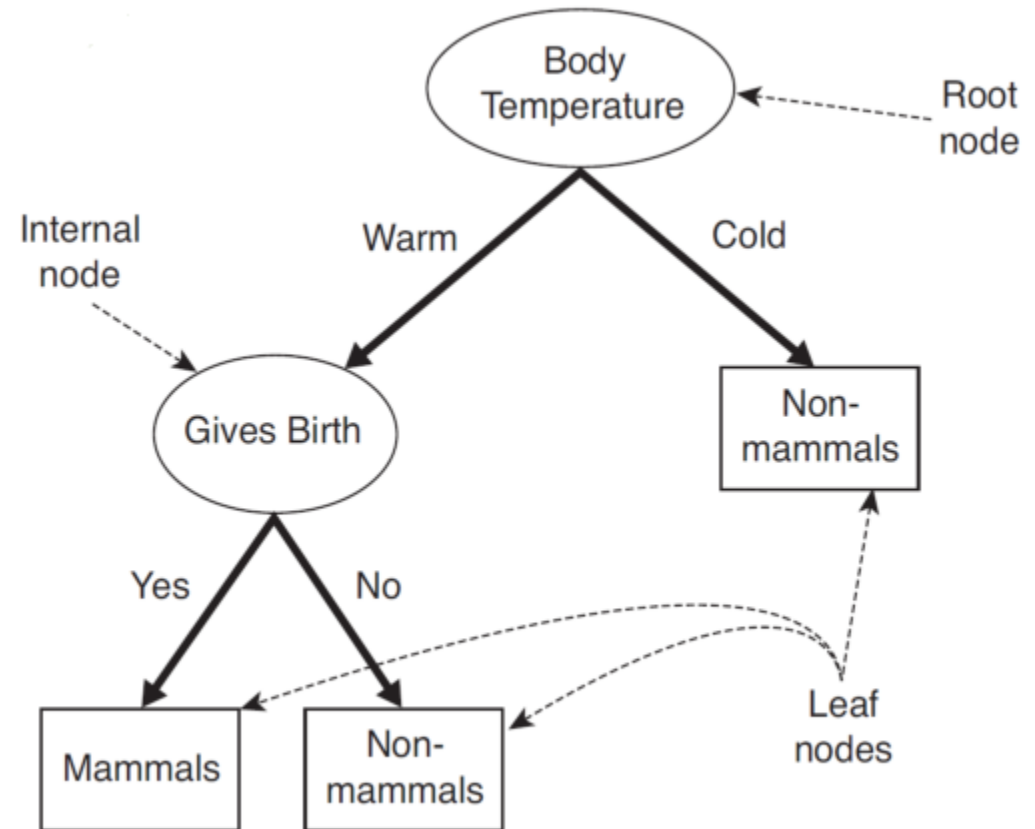 Body
Temperature
Root
node
Internal
node
Warm
Cold
Gives Birth
Non-
mammals
Yes
No
Mammals
Non-
mammals
Leaf
nodes